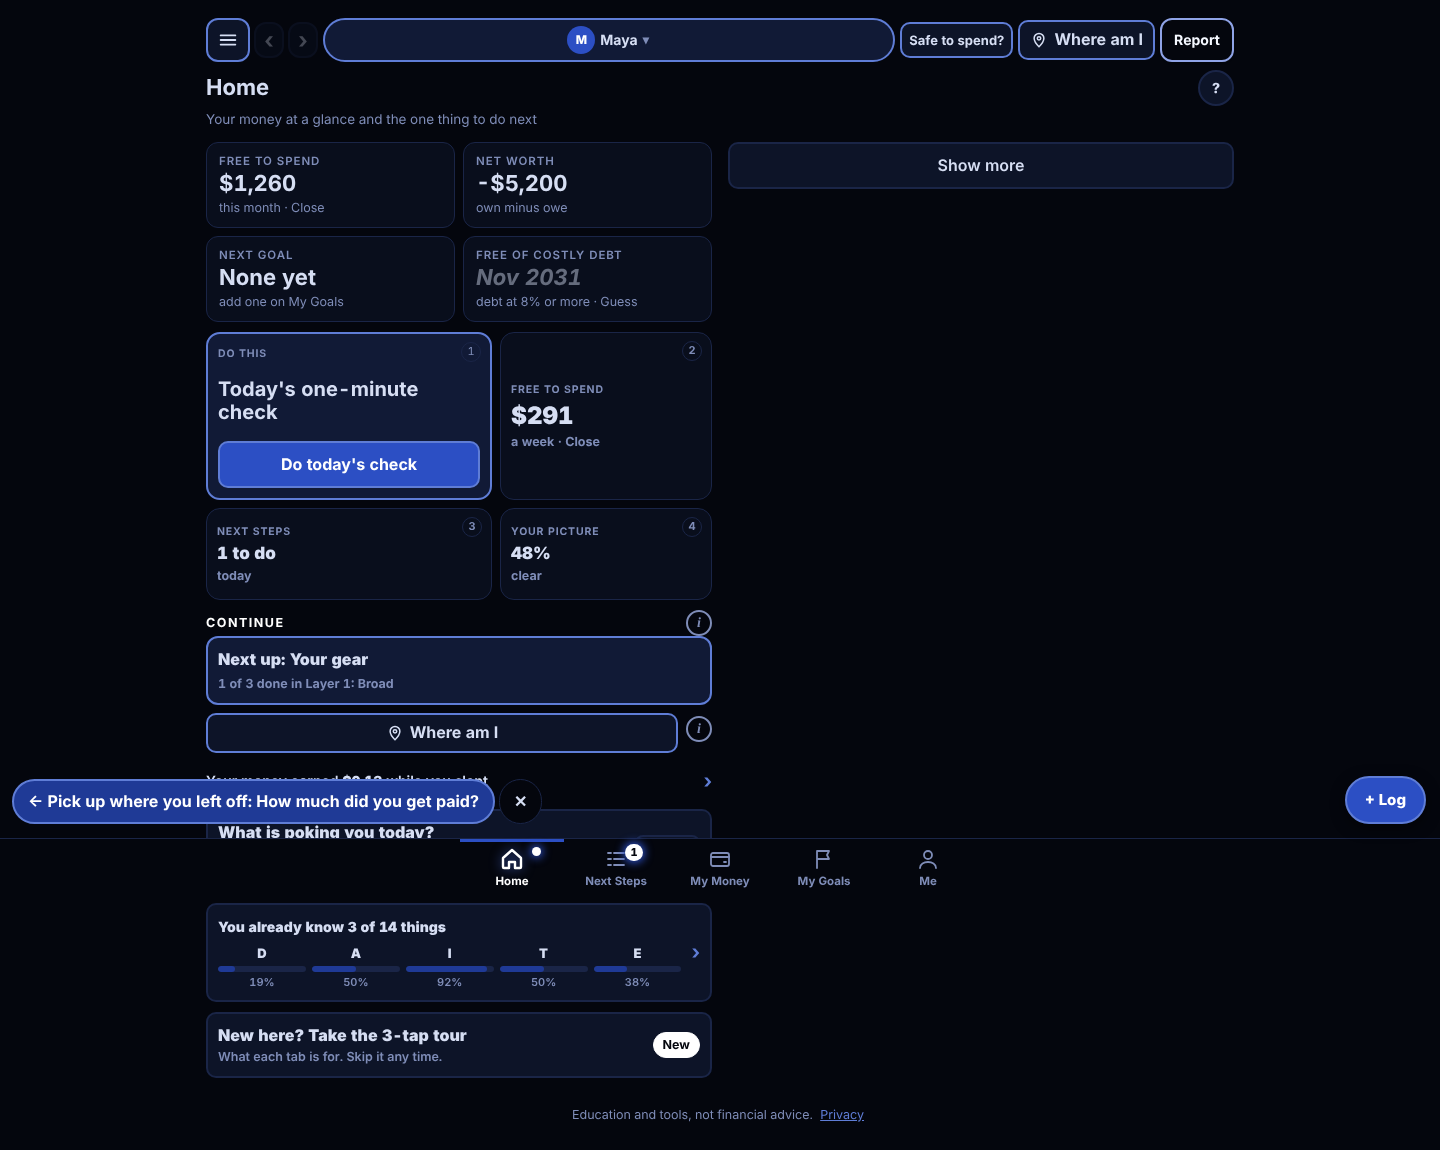 M Maya ▾
Safe to spend?
Where am I
Report
Home
?
Your money at a glance and the one thing to do next
FREE TO SPEND
$1,260
this month · Close
NET WORTH
-$5,200
own minus owe
Show more
NEXT GOAL
None yet
add one on My Goals
FREE OF COSTLY DEBT
Nov 2031
debt at 8% or more · Guess
DO THIS
1
Today's one-minute
check
Do today's check
2
FREE TO SPEND
$291
a week · Close
NEXT STEPS
3
1 to do
today
YOUR PICTURE
4
48%
clear
CONTINUE
i
Next up: Your gear
1 of 3 done in Layer 1: Broad
Where am I
i
Your money earned $0.12 while you slept
← Pick up where you left off: How much did you get paid?
×
+ Log
What is poking you today?
Home
1
Next Steps
My Money
My Goals
Me
You already know 3 of 14 things
D A I T E
19% 50% 92% 50% 38%
New here? Take the 3-tap tour
What each tab is for. Skip it any time.
New
Education and tools, not financial advice. Privacy